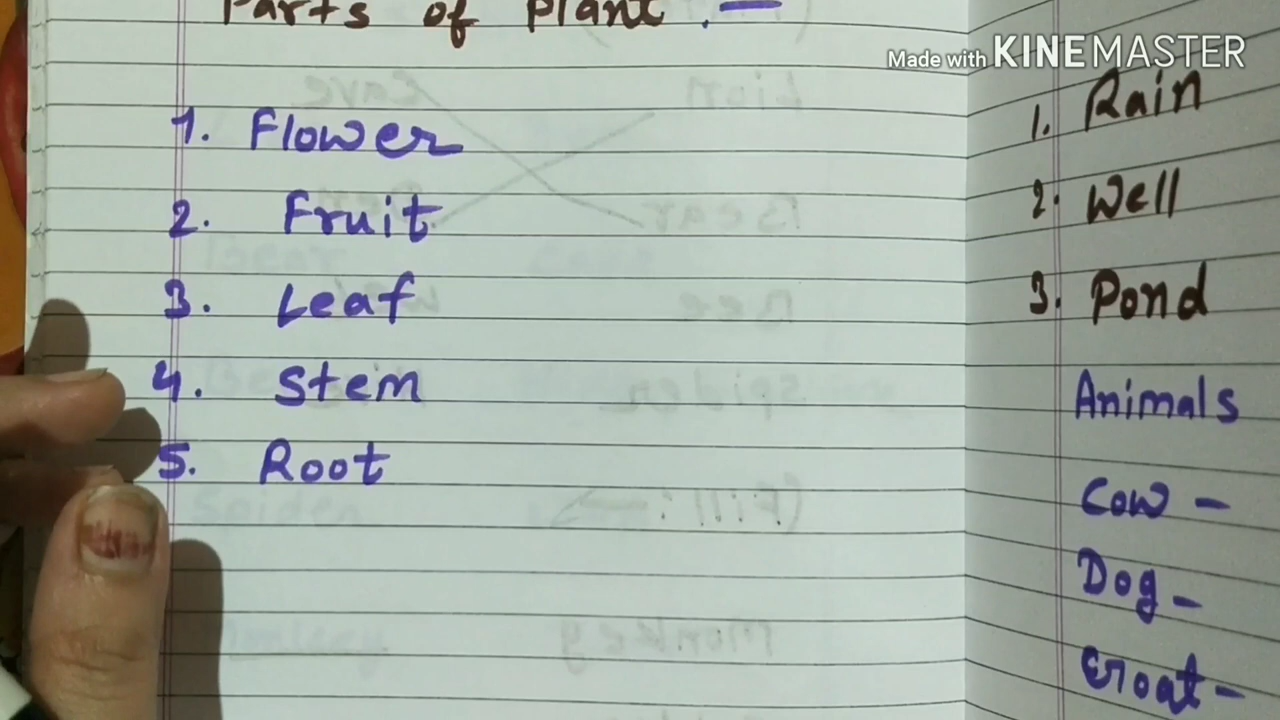 Parts of Plant :—
1. Flower
2. Fruit
3. Leaf
4. Stem
5. Root
Made with KINEMASTER
1. Rain
2. Well
3. Pond
Animals
Cow –
Dog –
Goat –